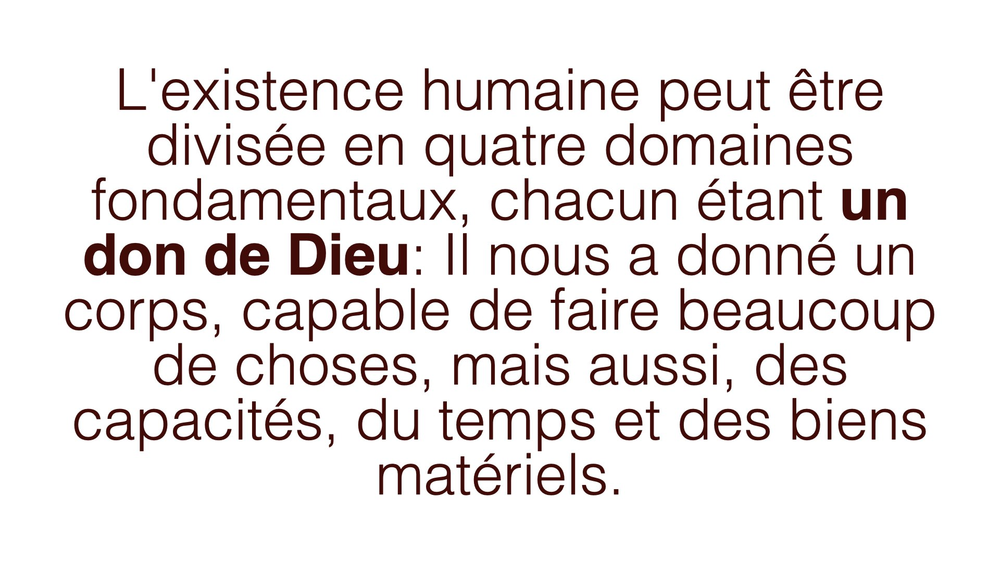 L'existence humaine peut être
divisée en quatre domaines
fondamentaux, chacun étant un
don de Dieu: Il nous a donné un
corps, capable de faire beaucoup
de choses, mais aussi, des
capacités, du temps et des biens
matériels.